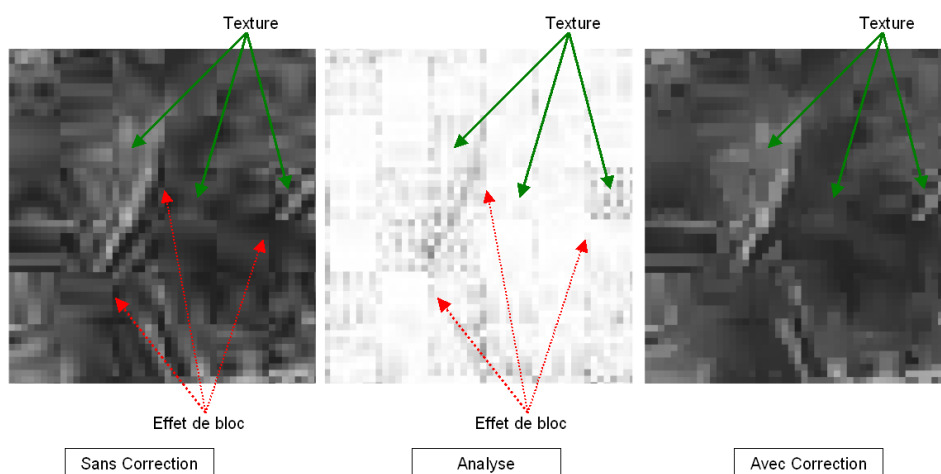 Texture Texture Texture
Effet de bloc Effet de bloc
Sans Correction Analyse Avec Correction